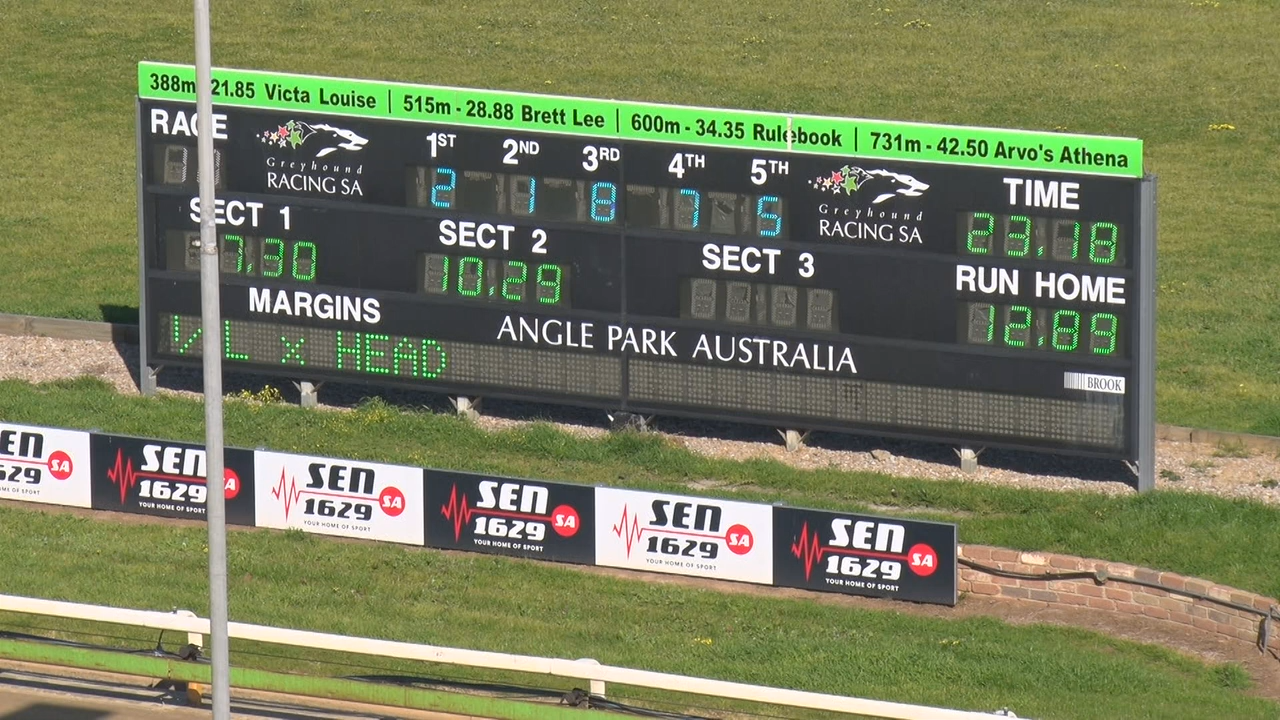 388m 21.85 Victa Louise | 515m - 28.88 Brett Lee | 600m - 34.35 Rulebook | 731m - 42.50 Arvo's Athena
RACE
Greyhound
RACING SA
1ST 2ND 3RD 4TH 5TH
2 1 8 7 5
Greyhound
RACING SA
TIME
23.18
SECT 1
7.30
SECT 2
10.29
SECT 3
RUN HOME
12.89
MARGINS
L x HEAD
ANGLE PARK AUSTRALIA
BROOK
SEN
1629 SA
YOUR HOME OF SPORT
SEN
1629 SA
YOUR HOME OF SPORT
SEN
1629 SA
YOUR HOME OF SPORT
SEN
1629 SA
YOUR HOME OF SPORT
SEN
1629 SA
YOUR HOME OF SPORT
SEN
1629 SA
YOUR HOME OF SPORT